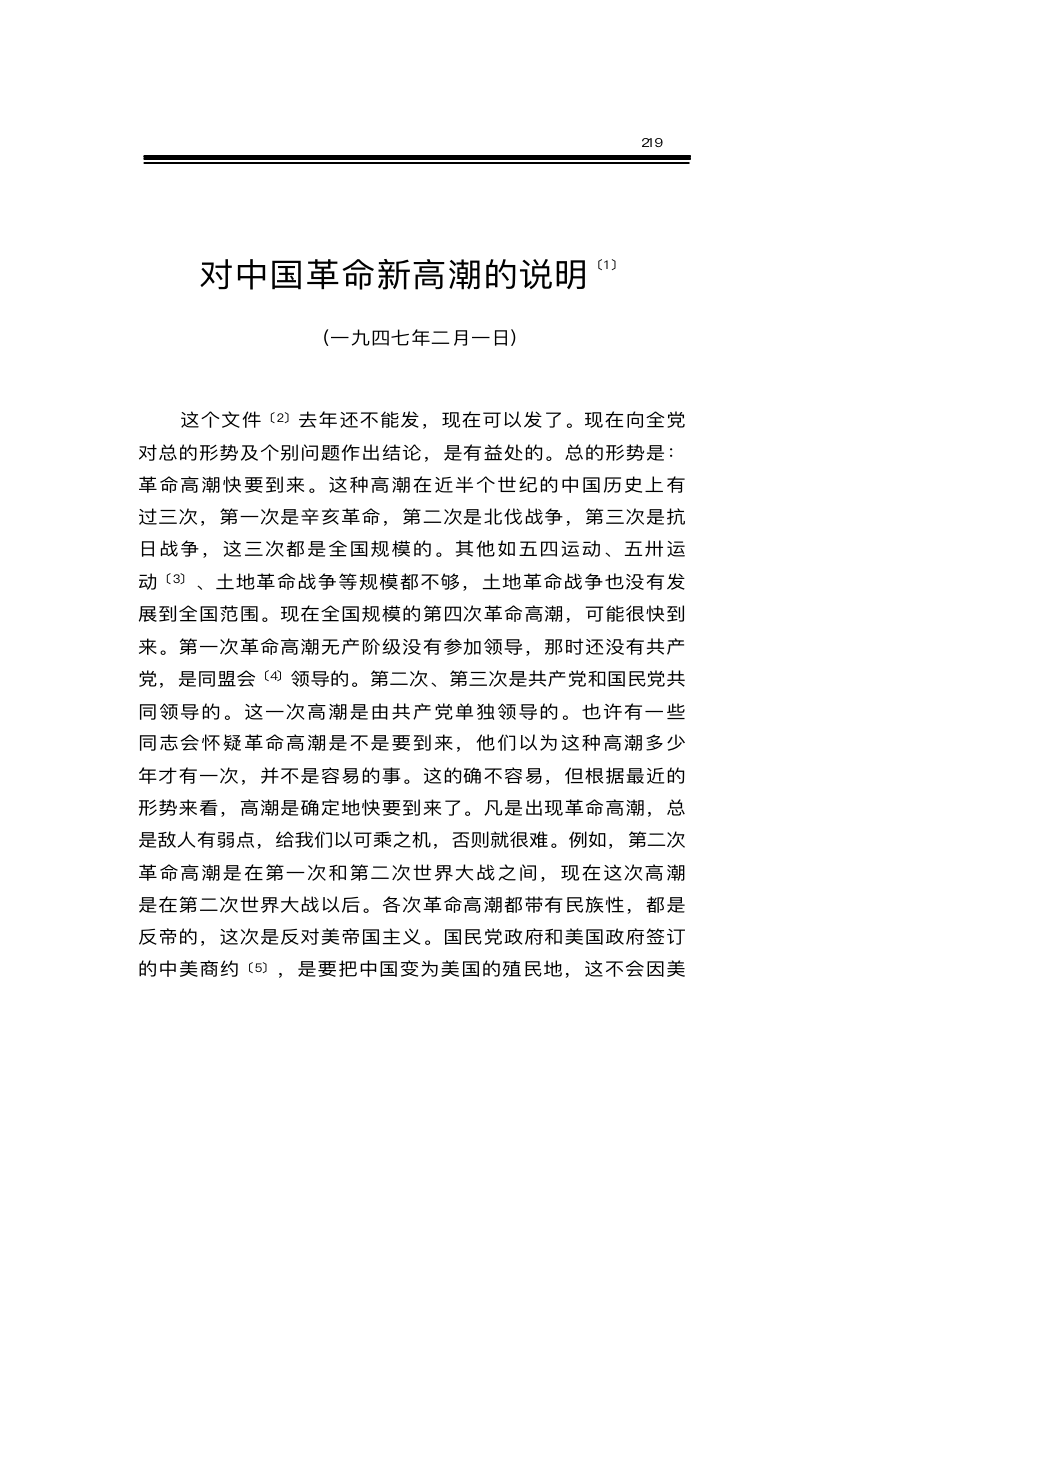 219
对中国革命新高潮的说明〔1〕
(一九四七年二月一日)
这个文件〔2〕去年还不能发，现在可以发了。现在向全党
对总的形势及个别问题作出结论，是有益处的。总的形势是：
革命高潮快要到来。这种高潮在近半个世纪的中国历史上有
过三次，第一次是辛亥革命，第二次是北伐战争，第三次是抗
日战争，这三次都是全国规模的。其他如五四运动、五卅运
动〔3〕、土地革命战争等规模都不够，土地革命战争也没有发
展到全国范围。现在全国规模的第四次革命高潮，可能很快到
来。第一次革命高潮无产阶级没有参加领导，那时还没有共产
党，是同盟会〔4〕领导的。第二次、第三次是共产党和国民党共
同领导的。这一次高潮是由共产党单独领导的。也许有一些
同志会怀疑革命高潮是不是要到来，他们以为这种高潮多少
年才有一次，并不是容易的事。这的确不容易，但根据最近的
形势来看，高潮是确定地快要到来了。凡是出现革命高潮，总
是敌人有弱点，给我们以可乘之机，否则就很难。例如，第二次
革命高潮是在第一次和第二次世界大战之间，现在这次高潮
是在第二次世界大战以后。各次革命高潮都带有民族性，都是
反帝的，这次是反对美帝国主义。国民党政府和美国政府签订
的中美商约〔5〕，是要把中国变为美国的殖民地，这不会因美